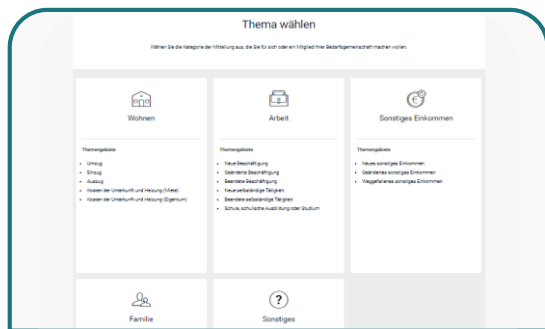 Thema wählen
Wählen Sie die Kategorie der Mitteilung aus, die Sie für sich oder ein Mitglied Ihrer Bedarfsgemeinschaft machen wollen.
Wohnen
Themengebiete
Umzug
Einzug
Auszug
Kosten der Unterkunft und Heizung (Miete)
Kosten der Unterkunft und Heizung (Eigentum)
Arbeit
Themengebiete
Neue Beschäftigung
Geänderte Beschäftigung
Beendete Beschäftigung
Neue selbständige Tätigkeit
Beendete selbständige Tätigkeit
Schule, schulische Ausbildung oder Studium
Sonstiges Einkommen
Themengebiete
Neues sonstiges Einkommen
Geändertes sonstiges Einkommen
Weggefallenes sonstiges Einkommen
Familie
Sonstiges